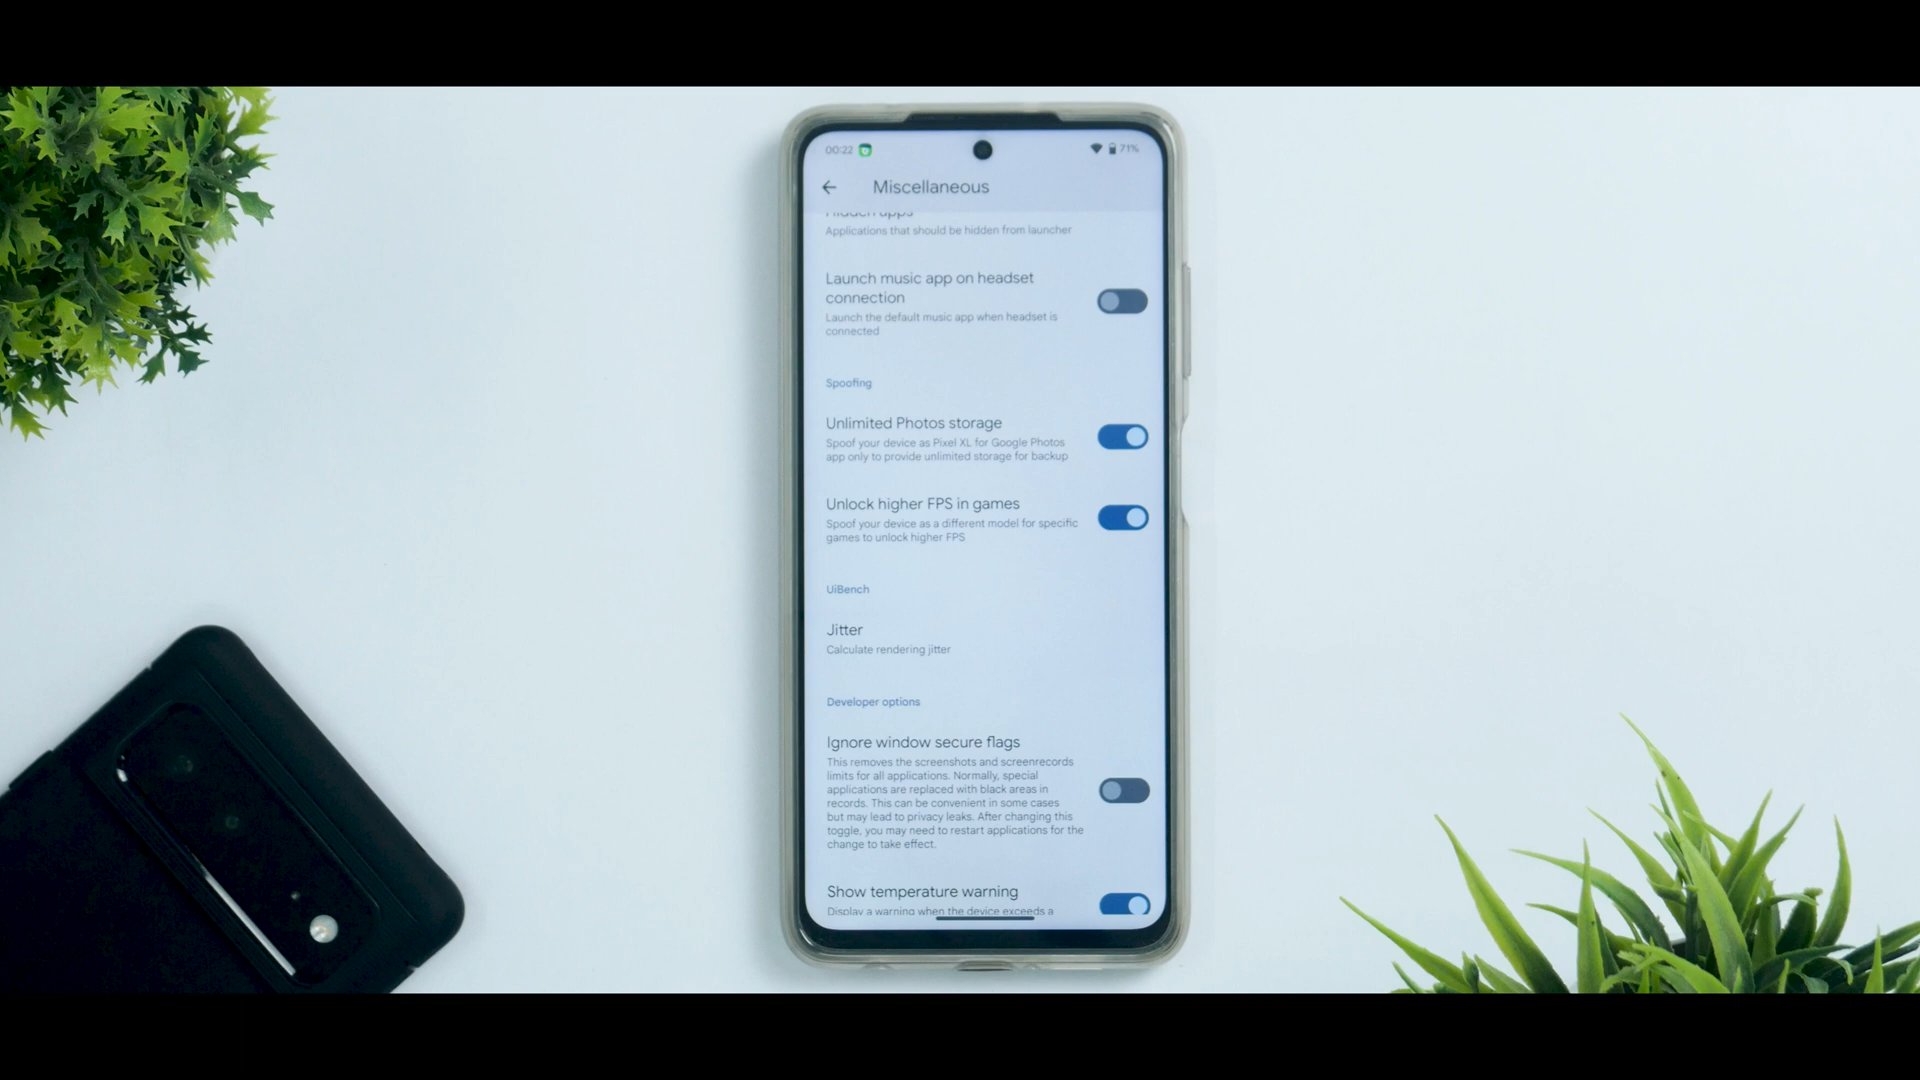 00:22
71%
Miscellaneous
Hidden apps
Applications that should be hidden from launcher
Launch music app on headset
connection
Launch the default music app when headset is
connected
Spoofing
Unlimited Photos storage
Spoof your device as Pixel XL for Google Photos
app only to provide unlimited storage for backup
Unlock higher FPS in games
Spoof your device as a different model for specific
games to unlock higher FPS
UiBench
Jitter
Calculate rendering jitter
Developer options
Ignore window secure flags
This removes the screenshots and screenrecords
limits for all applications. Normally, special
applications are replaced with black areas in
records. This can be convenient in some cases
but may lead to privacy leaks. After changing this
toggle, you may need to restart applications for the
change to take effect.
Show temperature warning
Display a warning when the device exceeds a